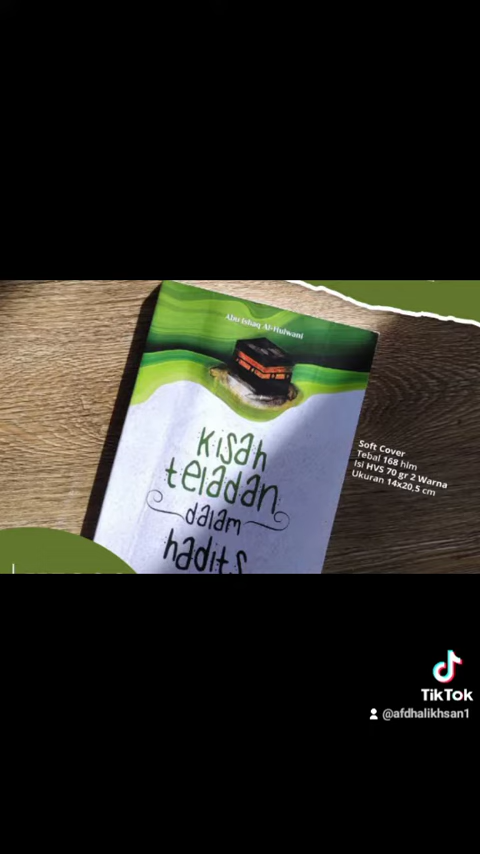 Abu Ishaq Al-Hulwani
kisah
teladan
dalam
hadits
Soft Cover
Tebal 168 hlm
Isi HVS 70 gr 2 Warna
Ukuran 14x20,5 cm
TikTok
@afdhalikhsan1